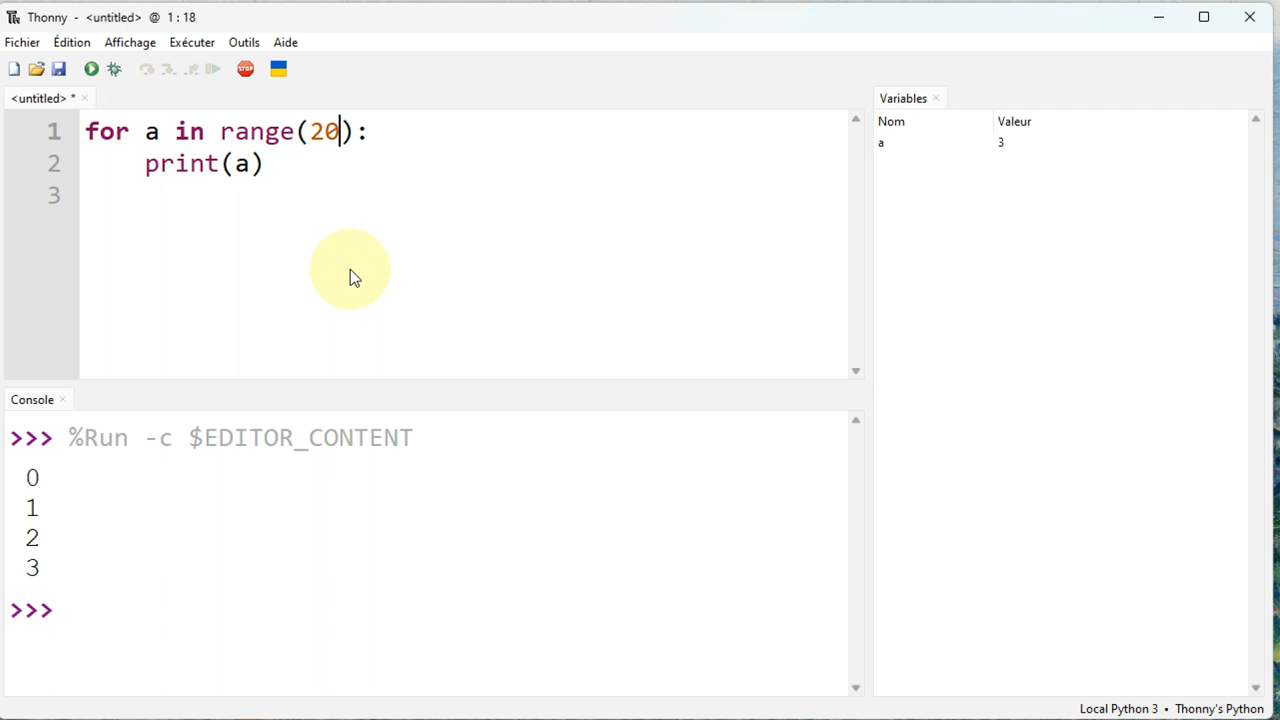 Thonny - <untitled> @ 1:18
Fichier Édition Affichage Exécuter Outils Aide
STOP
<untitled> *
1 for a in range(20):
2     print(a)
3
Variables
Nom Valeur
a 3
Console
>>> %Run -c $EDITOR_CONTENT
0
1
2
3
>>>
Local Python 3 • Thonny's Python